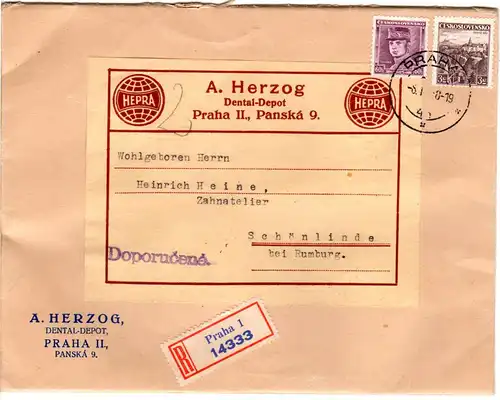 ČESKOSLOVENSKO
ČESKOSLOVENSKO
PRAHA
HEPRA
A. Herzog
Dental-Depot
Praha II., Panská 9.
HEPRA
2
Wohlgeboren Herrn
Heinrich Heine,
Zahnatelier
Schönlinde
bei Rumburg.
Doporučeně.
A. HERZOG,
DENTAL-DEPOT,
PRAHA II,
PANSKÁ 9.
R
Praha 1
14333